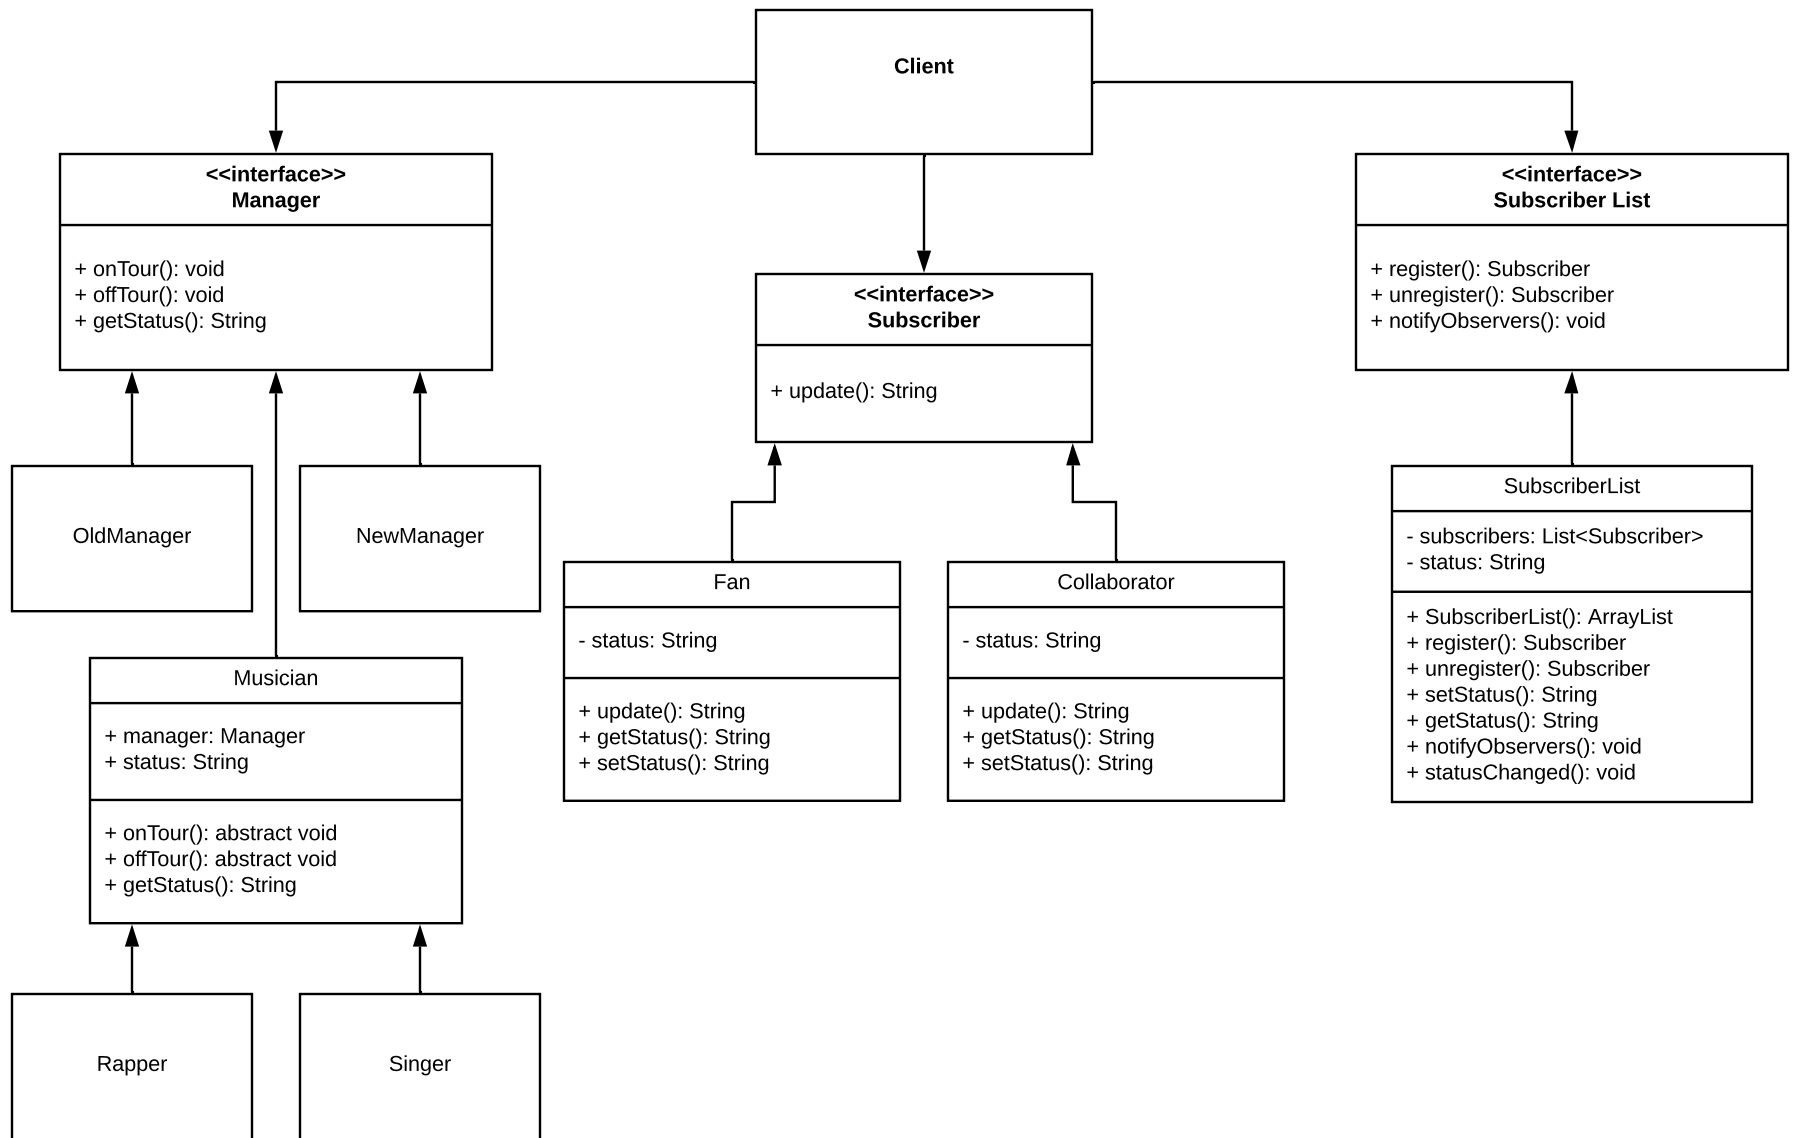 Client
<<interface>>
Manager
+ onTour(): void
+ offTour(): void
+ getStatus(): String
<<interface>>
Subscriber
+ update(): String
<<interface>>
Subscriber List
+ register(): Subscriber
+ unregister(): Subscriber
+ notifyObservers(): void
OldManager
NewManager
Musician
+ manager: Manager
+ status: String
+ onTour(): abstract void
+ offTour(): abstract void
+ getStatus(): String
Fan
- status: String
+ update(): String
+ getStatus(): String
+ setStatus(): String
Collaborator
- status: String
+ update(): String
+ getStatus(): String
+ setStatus(): String
SubscriberList
- subscribers: List<Subscriber>
- status: String
+ SubscriberList(): ArrayList
+ register(): Subscriber
+ unregister(): Subscriber
+ setStatus(): String
+ getStatus(): String
+ notifyObservers(): void
+ statusChanged(): void
Rapper
Singer